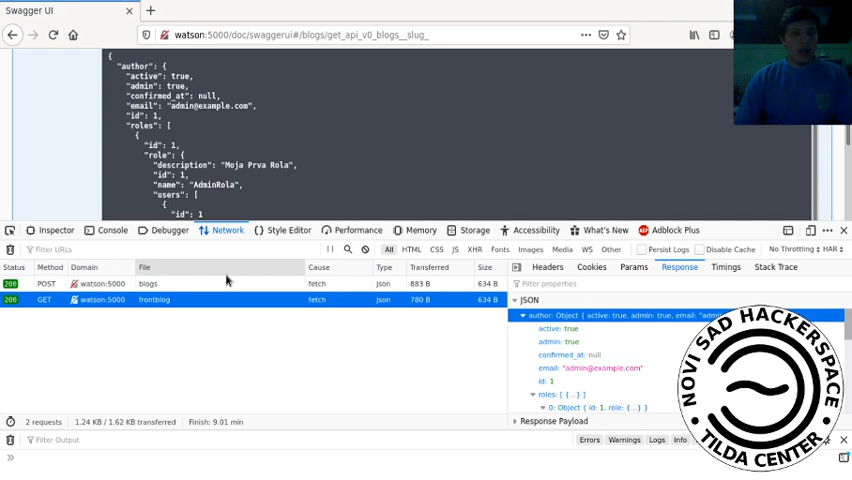 Swagger UI
watson:5000/doc/swaggerui#/blogs/get_api_v0_blogs__slug_
{
"author": {
"active": true,
"admin": true,
"confirmed_at": null,
"email": "admin@example.com",
"id": 1,
"roles": [
{
"id": 1,
"role": {
"description": "Moja Prva Rola",
"id": 1,
"name": "AdminRola",
"users": [
{
"id": 1
Inspector Console Debugger Network Style Editor Performance Memory Storage Accessibility What's New Adblock Plus
Filter URLs All HTML CSS JS XHR Fonts Images Media WS Other Persist Logs Disable Cache No Throttling HAR
Status Method Domain File Cause Type Transferred Size
200 POST watson:5000 blogs fetch json 883 B 634 B
200 GET watson:5000 frontblog fetch json 780 B 634 B
2 requests 1.24 KB / 1.62 KB transferred Finish: 9.01 min
Headers Cookies Params Response Timings Stack Trace
Filter properties
JSON
author: Object { active: true, admin: true, email: "adm
active: true
admin: true
confirmed_at: null
email: "admin@example.com"
id: 1
roles: [ {…} ]
0: Object { id: 1, role: {…} }
Response Payload
Filter Output Errors Warnings Logs Info
NOVI SAD HACKERSPACE
TILDA CENTER